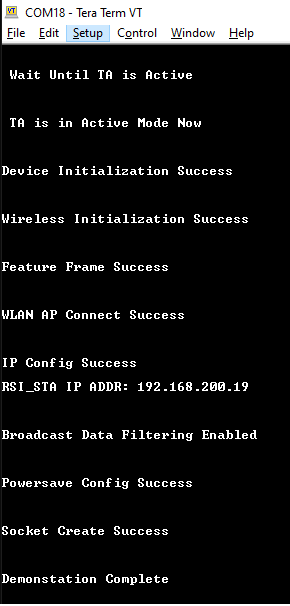 COM18 - Tera Term VT
File Edit Setup Control Window Help
Wait Until TA is Active
TA is in Active Mode Now
Device Initialization Success
Wireless Initialization Success
Feature Frame Success
WLAN AP Connect Success
IP Config Success
RSI_STA IP ADDR: 192.168.200.19
Broadcast Data Filtering Enabled
Powersave Config Success
Socket Create Success
Demonstation Complete